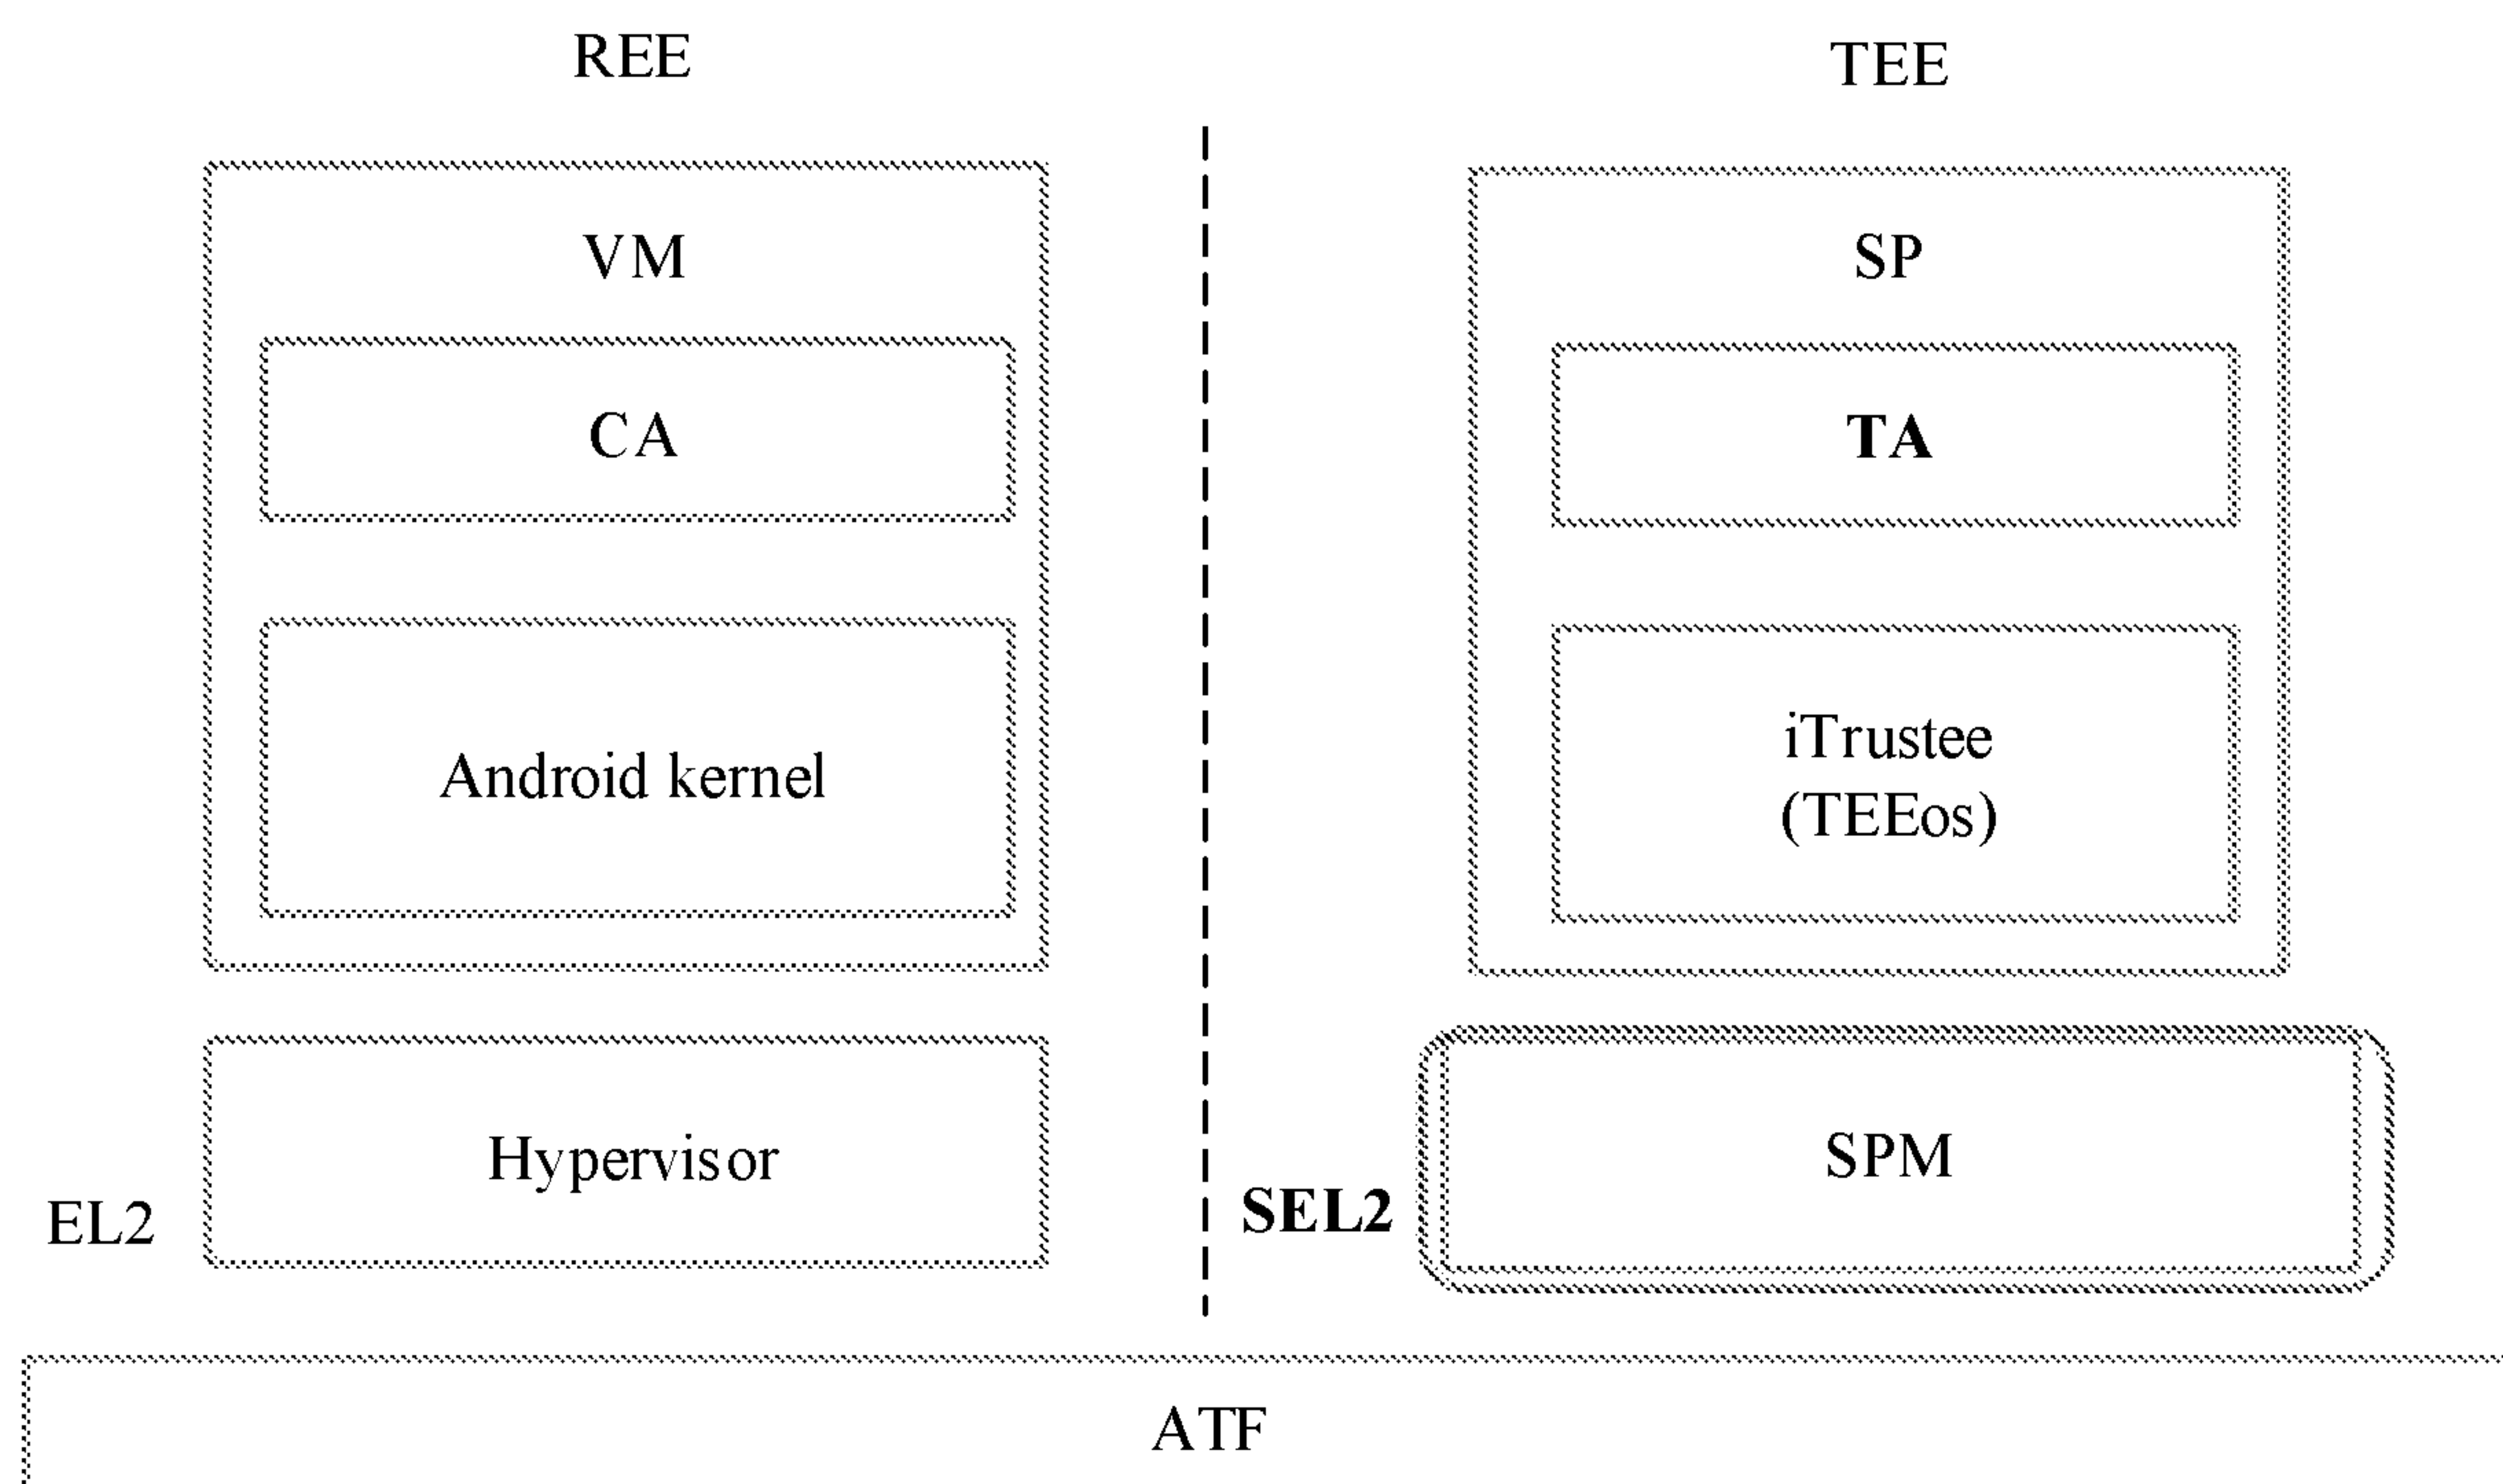 REE
TEE
VM
CA
Android kernel
SP
TA
iTrustee
(TEEos)
Hypervisor
EL2
SPM
SEL2
ATF